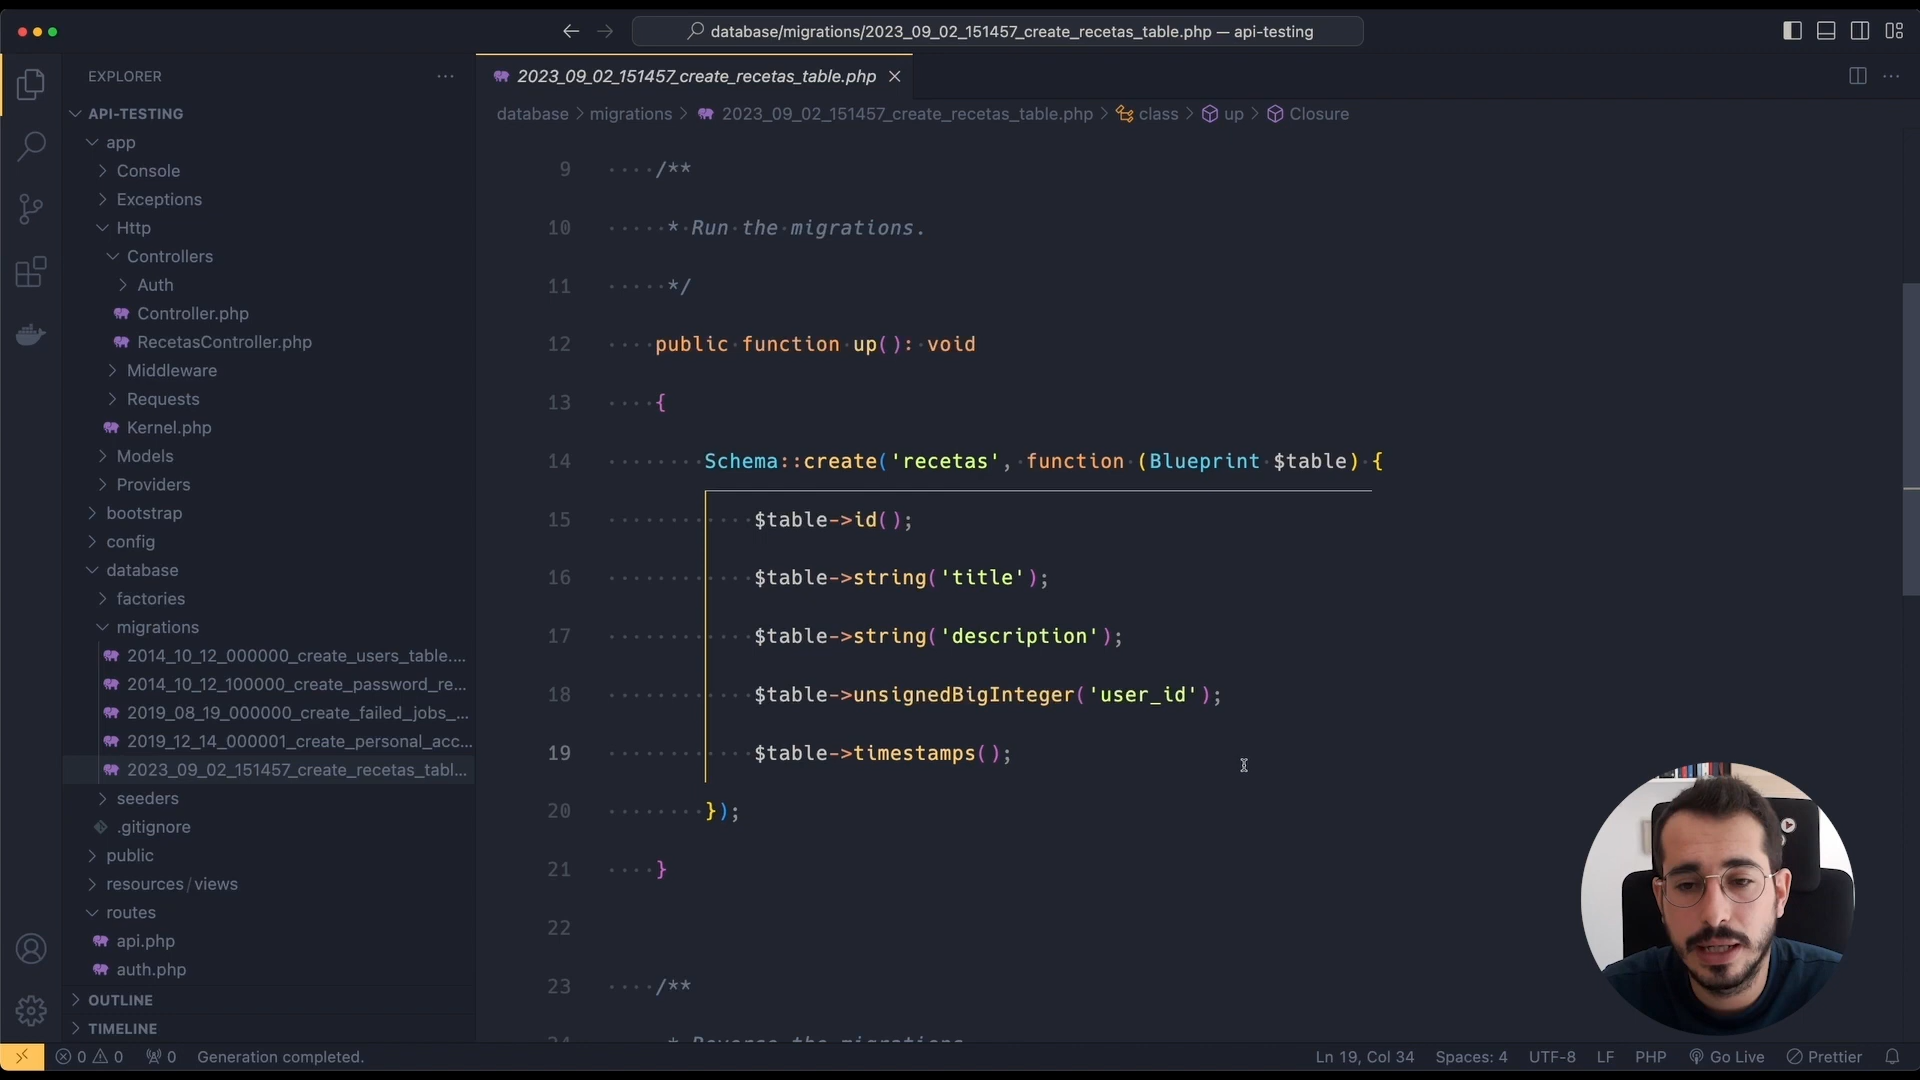 database/migrations/2023_09_02_151457_create_recetas_table.php — api-testing
EXPLORER
API-TESTING
app
Console
Exceptions
Http
Controllers
Auth
Controller.php
RecetasController.php
Middleware
Requests
Kernel.php
Models
Providers
bootstrap
config
database
factories
migrations
2014_10_12_000000_create_users_table....
2014_10_12_100000_create_password_re...
2019_08_19_000000_create_failed_jobs_...
2019_12_14_000001_create_personal_acc...
2023_09_02_151457_create_recetas_tabl...
seeders
.gitignore
public
resources/views
routes
api.php
auth.php
OUTLINE
TIMELINE
2023_09_02_151457_create_recetas_table.php
database > migrations > 2023_09_02_151457_create_recetas_table.php > class > up > Closure
9 /**
10 * Run the migrations.
11 */
12 public function up(): void
13 {
14 Schema::create('recetas', function (Blueprint $table) {
15 $table->id();
16 $table->string('title');
17 $table->string('description');
18 $table->unsignedBigInteger('user_id');
19 $table->timestamps();
20 });
21 }
22
23 /**
24 * Reverse the migrations.
0 0 0 Generation completed. Ln 19, Col 34 Spaces: 4 UTF-8 LF PHP Go Live Prettier